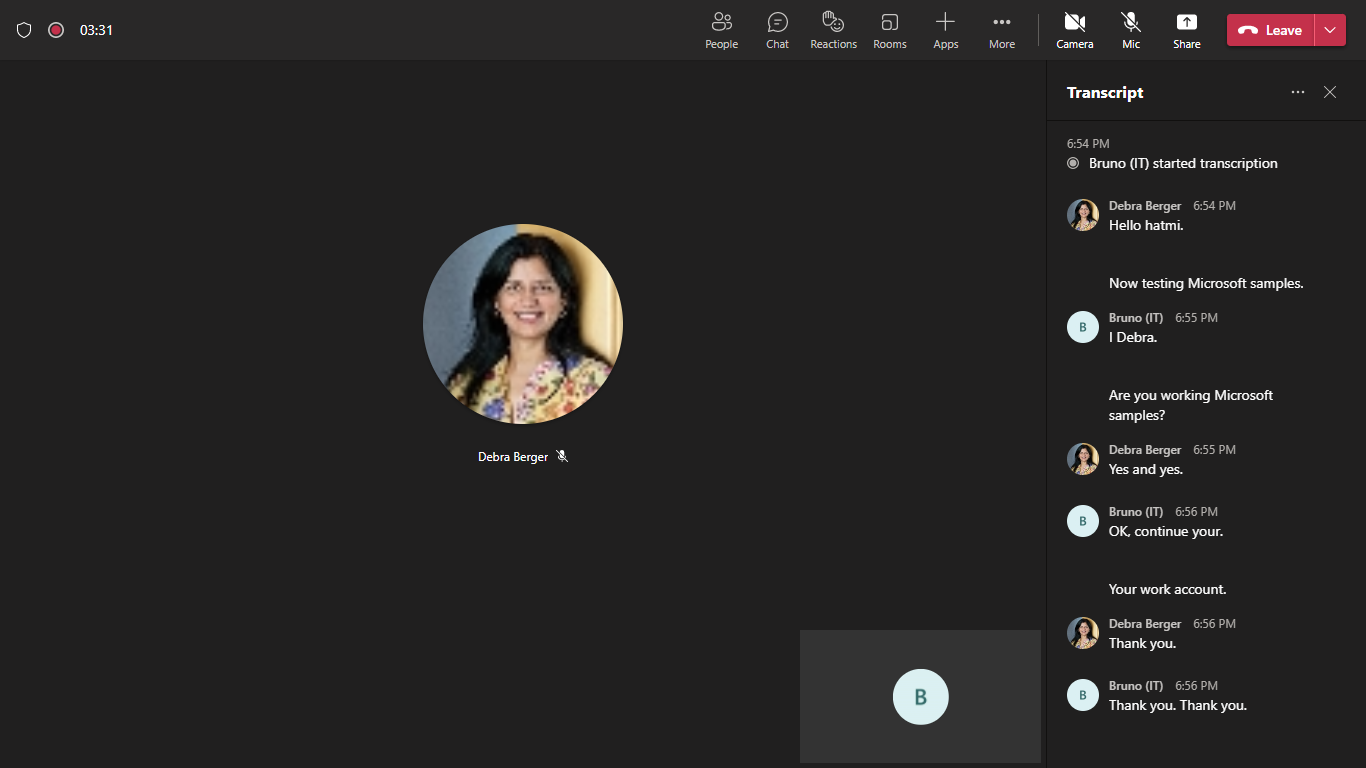 03:31
People
Chat
Reactions
Rooms
Apps
More
Camera
Mic
Share
Leave
Transcript
6:54 PM
Bruno (IT) started transcription
Debra Berger 6:54 PM
Hello hatmi.
Now testing Microsoft samples.
B
Bruno (IT) 6:55 PM
I Debra.
Are you working Microsoft
samples?
Debra Berger 6:55 PM
Yes and yes.
B
Bruno (IT) 6:56 PM
OK, continue your.
Your work account.
Debra Berger 6:56 PM
Thank you.
B
Bruno (IT) 6:56 PM
Thank you. Thank you.
Debra Berger
B